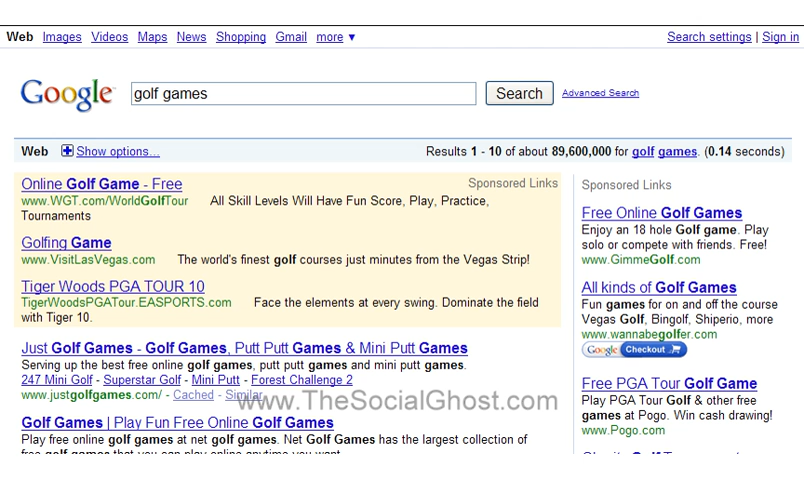 Web Images Videos Maps News Shopping Gmail more ▼ Search settings | Sign in
Google golf games Search Advanced Search
Web Show options... Results 1 - 10 of about 89,600,000 for golf games. (0.14 seconds)
Online Golf Game - Free Sponsored Links
www.WGT.com/WorldGolfTour All Skill Levels Will Have Fun Score, Play, Practice,
Tournaments
Golfing Game
www.VisitLasVegas.com The world's finest golf courses just minutes from the Vegas Strip!
Tiger Woods PGA TOUR 10
TigerWoodsPGATour.EASPORTS.com Face the elements at every swing. Dominate the field
with Tiger 10.
Just Golf Games - Golf Games, Putt Putt Games & Mini Putt Games
Serving up the best free online golf games, putt putt games and mini putt games.
247 Mini Golf - Superstar Golf - Mini Putt - Forest Challenge 2
www.justgolfgames.com/ - Cached - Similar
www.TheSocialGhost.com
Golf Games | Play Fun Free Online Golf Games
Play free online golf games at net golf games. Net Golf Games has the largest collection of
free golf games that you can play online anytime you want.
Sponsored Links
Free Online Golf Games
Enjoy an 18 hole Golf game. Play
solo or compete with friends. Free!
www.GimmeGolf.com
All kinds of Golf Games
Fun games for on and off the course
Vegas Golf, Bingolf, Shiperio, more
www.wannabegolfer.com
Google Checkout
Free PGA Tour Golf Game
Play PGA Tour Golf & other free
games at Pogo. Win cash drawing!
www.Pogo.com